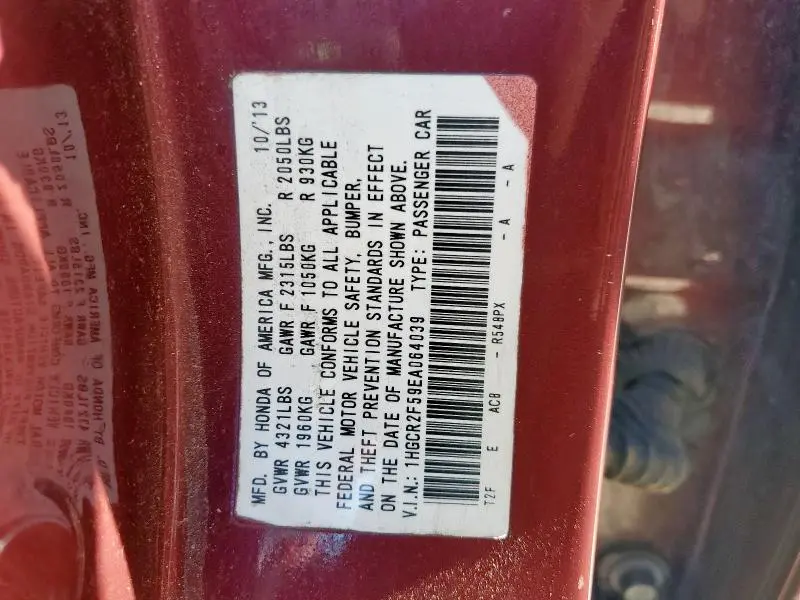 MFD. BY HONDA OF AMERICA MFG., INC. 10/'13
GVWR 4321LBS GAWR F 2315LBS R 2050LBS
GVWR 1960KG GAWR F 1050KG R 930KG
THIS VEHICLE CONFORMS TO ALL APPLICABLE
FEDERAL MOTOR VEHICLE SAFETY, BUMPER,
AND THEFT PREVENTION STANDARDS IN EFFECT
ON THE DATE OF MANUFACTURE SHOWN ABOVE.
V.I.N.: 1HGCR2F59EA064039 TYPE: PASSENGER CAR
T2F E ACB - R548PX - A - A